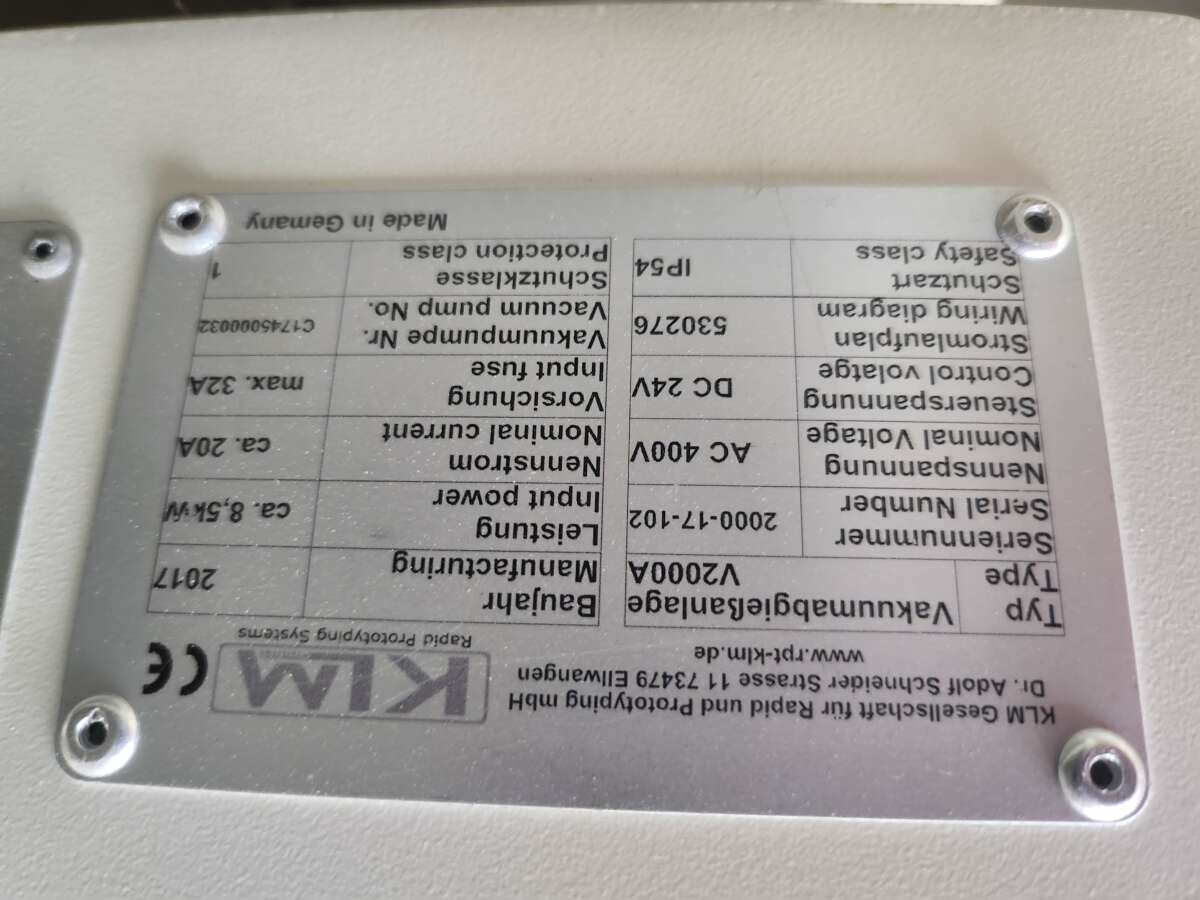 KLM Gesellschaft für Rapid und Prototyping mbH
Dr. Adolf Schneider Strasse 11 73479 Ellwangen
www.rpt-klm.de
KLM
Rapid Prototyping Systems
CE
Typ
Type
Vakuumabgießanlage
V2000A
Seriennummer
Serial Number
2000-17-102
Nennspannung
Nominal Voltage
AC 400V
Steuerspannung
Control volatge
DC 24V
Stromlaufplan
Wiring diagram
530276
Schutzart
Safety class
IP54
Baujahr
Manufacturing
2017
Leistung
Input power
ca. 8,5kW
Nennstrom
Nominal current
ca. 20A
Vorsichung
Input fuse
max. 32A
Vakuumpumpe Nr.
Vacuum pump No.
C1745000032
Schutzklasse
Protection class
1
Made in Gemany